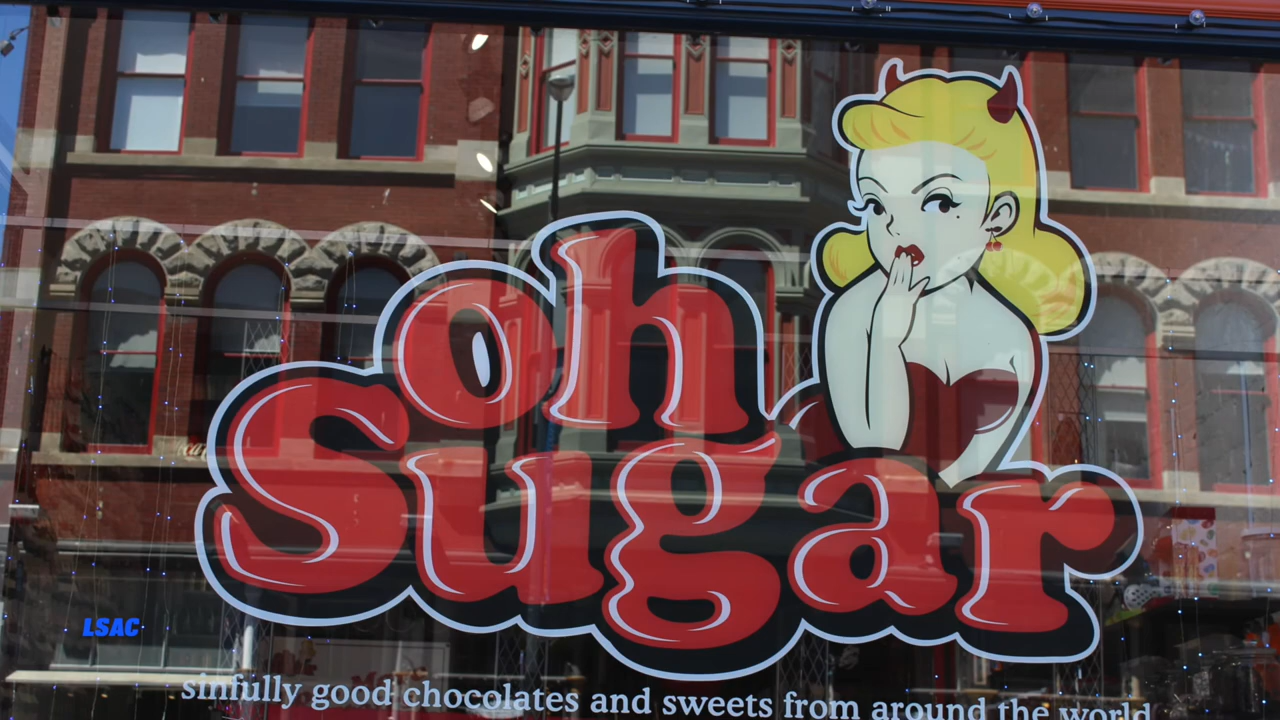 oh
Sugar
LSAC
sinfully good chocolates and sweets from around the world